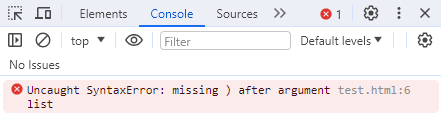 Elements Console Sources >> 1
top Filter Default levels
No Issues
Uncaught SyntaxError: missing ) after argument test.html:6
list